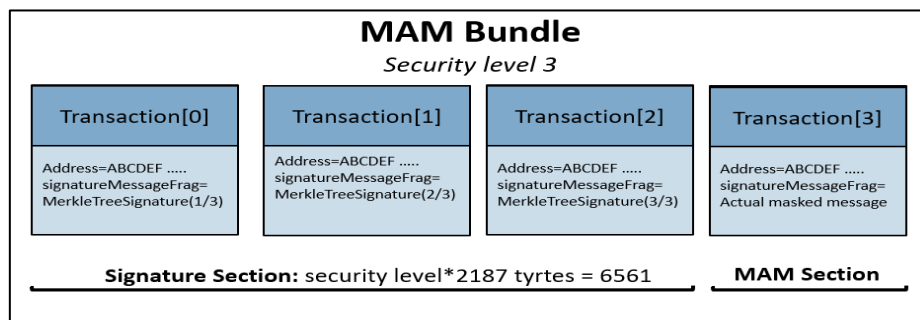 MAM Bundle
Security level 3
Transaction[0]
Address=ABCDEF .....
signatureMessageFrag=
MerkleTreeSignature(1/3)
Transaction[1]
Address=ABCDEF .....
signatureMessageFrag=
MerkleTreeSignature(2/3)
Transaction[2]
Address=ABCDEF .....
signatureMessageFrag=
MerkleTreeSignature(3/3)
Transaction[3]
Address=ABCDEF .....
signatureMessageFrag=
Actual masked message
Signature Section: security level*2187 tyrtes = 6561
MAM Section